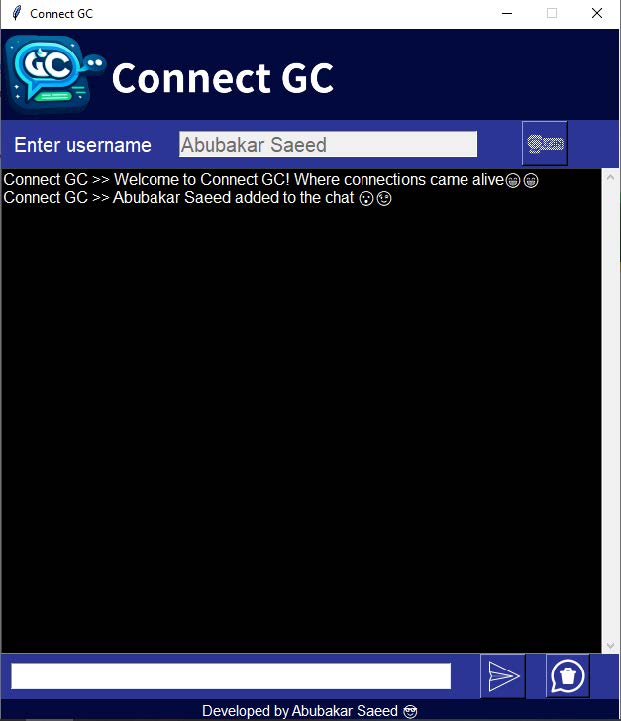 Connect GC
GC
Connect GC
Enter username
Abubakar Saeed
Connect GC >> Welcome to Connect GC! Where connections came alive😁😁
Connect GC >> Abubakar Saeed added to the chat 😮😉
Developed by Abubakar Saeed 😎